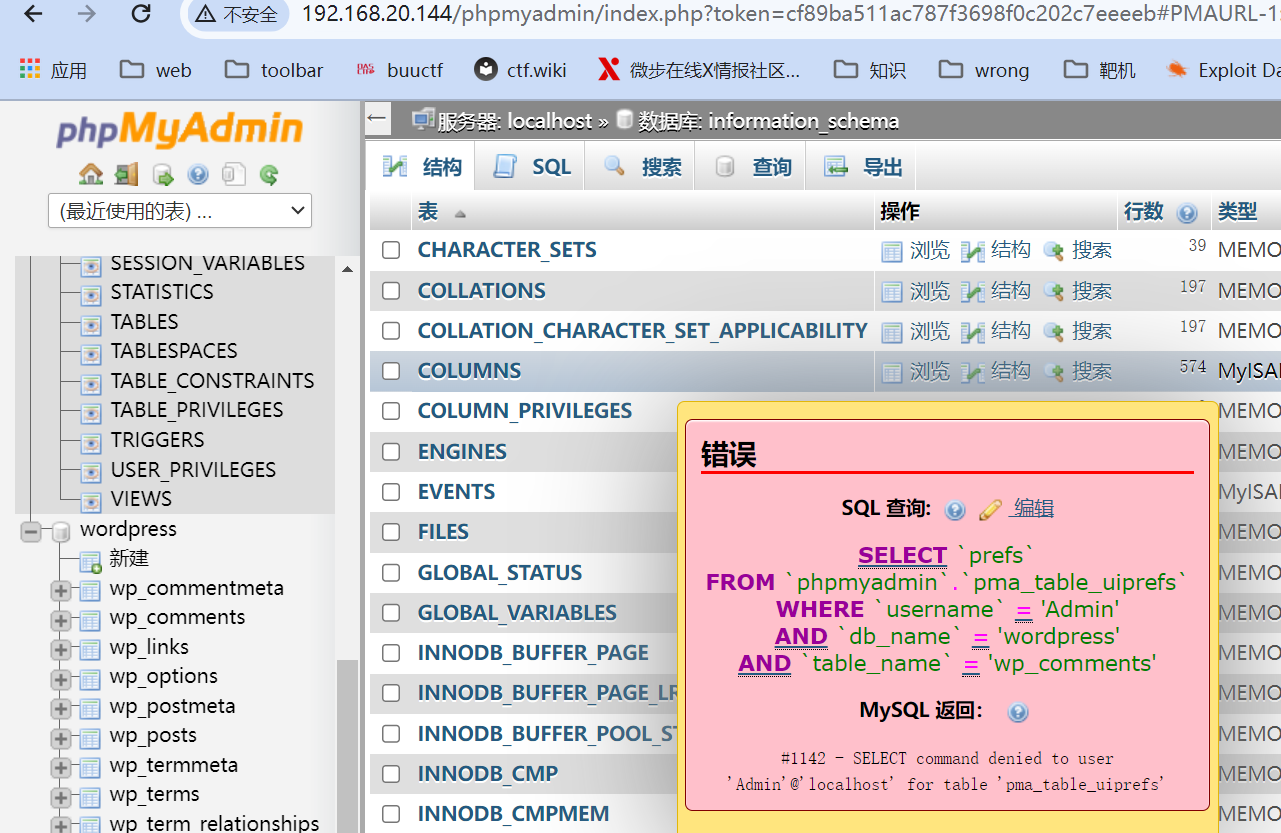 不安全 192.168.20.144/phpmyadmin/index.php?token=cf89ba511ac787f3698f0c202c7eeeeb#PMAURL-1
应用 web toolbar buuctf ctf.wiki 微步在线X情报社区... 知识 wrong 靶机 Exploit Da
phpMyAdmin
(最近使用的表) ...
SESSION_VARIABLES
STATISTICS
TABLES
TABLESPACES
TABLE_CONSTRAINTS
TABLE_PRIVILEGES
TRIGGERS
USER_PRIVILEGES
VIEWS
wordpress
新建
wp_commentmeta
wp_comments
wp_links
wp_options
wp_postmeta
wp_posts
wp_termmeta
wp_terms
wp_term_relationships
服务器: localhost » 数据库: information_schema
结构 SQL 搜索 查询 导出
表 操作 行数 类型
CHARACTER_SETS 浏览 结构 搜索 39 MEMO
COLLATIONS 浏览 结构 搜索 197 MEMO
COLLATION_CHARACTER_SET_APPLICABILITY 浏览 结构 搜索 197 MEMO
COLUMNS 浏览 结构 搜索 574 MyISA
COLUMN_PRIVILEGES MEMO
ENGINES MEMO
EVENTS MyISA
FILES MEMO
GLOBAL_STATUS MEMO
GLOBAL_VARIABLES MEMO
INNODB_BUFFER_PAGE MEMO
INNODB_BUFFER_PAGE_LR MEMO
INNODB_BUFFER_POOL_ST MEMO
INNODB_CMP MEMO
INNODB_CMPMEM MEMO
错误
SQL 查询: 编辑
SELECT `prefs`
FROM `phpmyadmin`.`pma_table_uiprefs`
WHERE `username` = 'Admin'
AND `db_name` = 'wordpress'
AND `table_name` = 'wp_comments'
MySQL 返回:
#1142 - SELECT command denied to user
'Admin'@'localhost' for table 'pma_table_uiprefs'